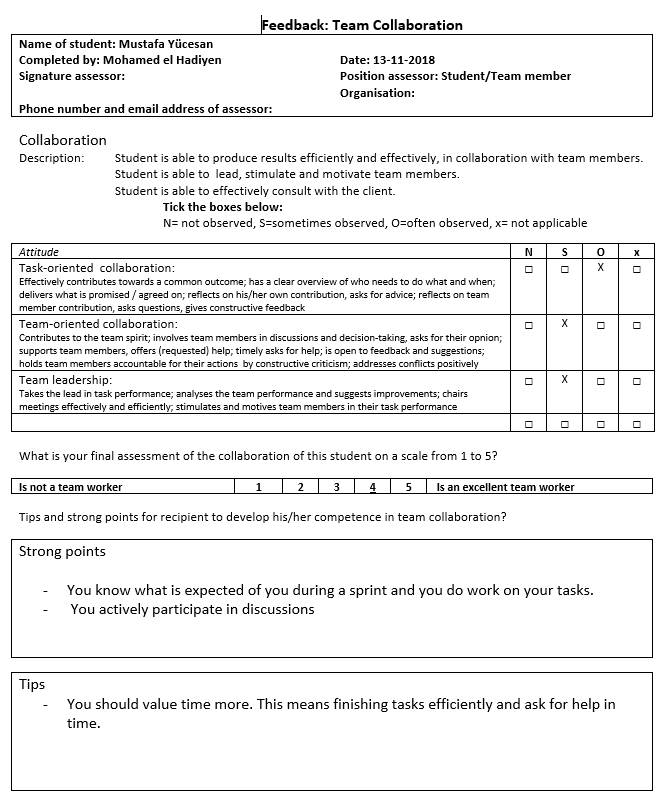 Feedback: Team Collaboration
Name of student: Mustafa Yücesan
Completed by: Mohamed el Hadiyen Date: 13-11-2018
Signature assessor: Position assessor: Student/Team member
Organisation:
Phone number and email address of assessor:
Collaboration
Description: Student is able to produce results efficiently and effectively, in collaboration with team members.
Student is able to lead, stimulate and motivate team members.
Student is able to effectively consult with the client.
Tick the boxes below:
N= not observed, S=sometimes observed, O=often observed, x= not applicable
Attitude N S O x
Task-oriented collaboration: □ □ X □
Effectively contributes towards a common outcome; has a clear overview of who needs to do what and when;
delivers what is promised / agreed on; reflects on his/her own contribution, asks for advice; reflects on team
member contribution, asks questions, gives constructive feedback
Team-oriented collaboration: □ X □ □
Contributes to the team spirit; involves team members in discussions and decision-taking, asks for their opnion;
supports team members, offers (requested) help; timely asks for help; is open to feedback and suggestions;
holds team members accountable for their actions by constructive criticism; addresses conflicts positively
Team leadership: □ X □ □
Takes the lead in task performance; analyses the team performance and suggests improvements; chairs
meetings effectively and efficiently; stimulates and motives team members in their task performance
□ □ □ □
What is your final assessment of the collaboration of this student on a scale from 1 to 5?
Is not a team worker 1 2 3 4 5 Is an excellent team worker
Tips and strong points for recipient to develop his/her competence in team collaboration?
Strong points
- You know what is expected of you during a sprint and you do work on your tasks.
- You actively participate in discussions
Tips
- You should value time more. This means finishing tasks efficiently and ask for help in
time.